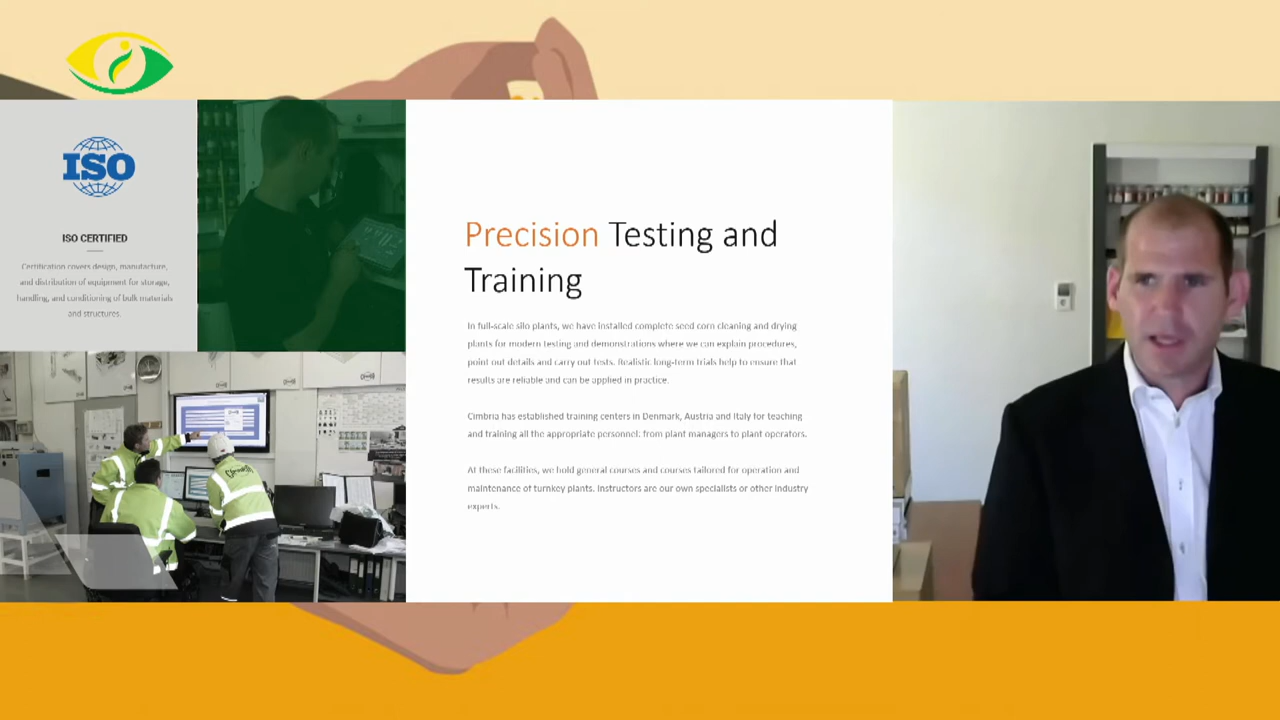 ISO
ISO CERTIFIED
Certification covers design, manufacture,
and distribution of equipment for storage,
handling, and conditioning of bulk materials
and structures.
Precision Testing and
Training
In full-scale silo plants, we have installed complete seed corn cleaning and drying
plants for modern testing and demonstrations where we can explain procedures,
point out details and carry out tests. Realistic long-term trials help to ensure that
results are reliable and can be applied in practice.
Cimbria has established training centers in Denmark, Austria and Italy for teaching
and training all the appropriate personnel: from plant managers to plant operators.
At these facilities, we hold general courses and courses tailored for operation and
maintenance of turnkey plants. Instructors are our own specialists or other industry
experts.